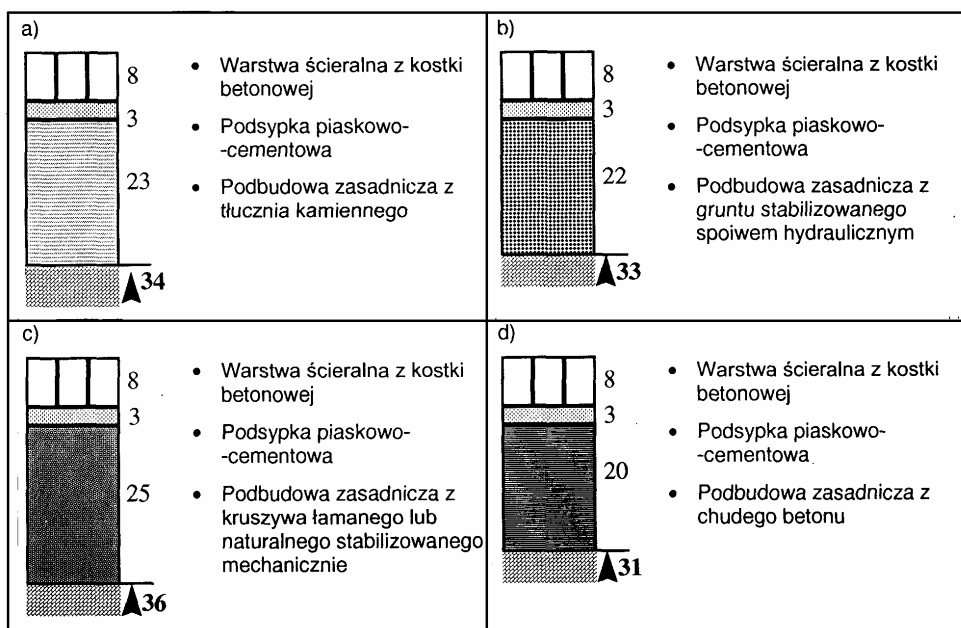 a)
8
3
23
34
• Warstwa ścieralna z kostki
betonowej
• Podsypka piaskowo-
-cementowa
• Podbudowa zasadnicza z
tłucznia kamiennego
b)
8
3
22
33
• Warstwa ścieralna z kostki
betonowej
• Podsypka piaskowo-
-cementowa
• Podbudowa zasadnicza z
gruntu stabilizowanego
spoiwem hydraulicznym
c)
8
3
25
36
• Warstwa ścieralna z kostki
betonowej
• Podsypka piaskowo-
-cementowa
• Podbudowa zasadnicza z
kruszywa łamanego lub
naturalnego stabilizowanego
mechanicznie
d)
8
3
20
31
• Warstwa ścieralna z kostki
betonowej
• Podsypka piaskowo-
-cementowa
• Podbudowa zasadnicza z
chudego betonu